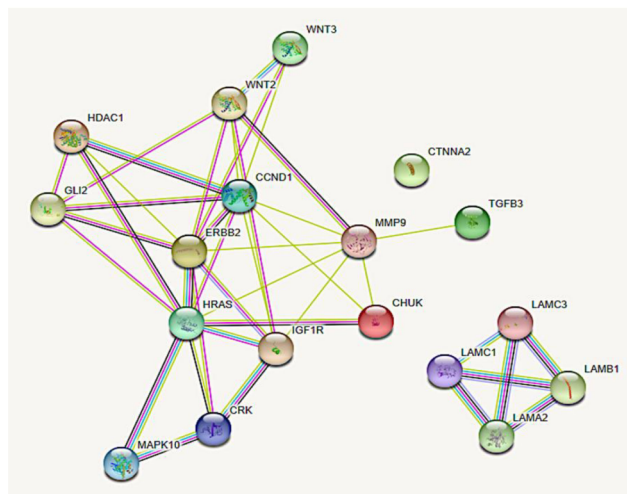 WNT3
WNT2
HDAC1
CTNNA2
CCND1
GLI2
TGFB3
MMP9
ERBB2
HRAS
CHUK
LAMC3
IGF1R
LAMC1
LAMB1
CRK
LAMA2
MAPK10